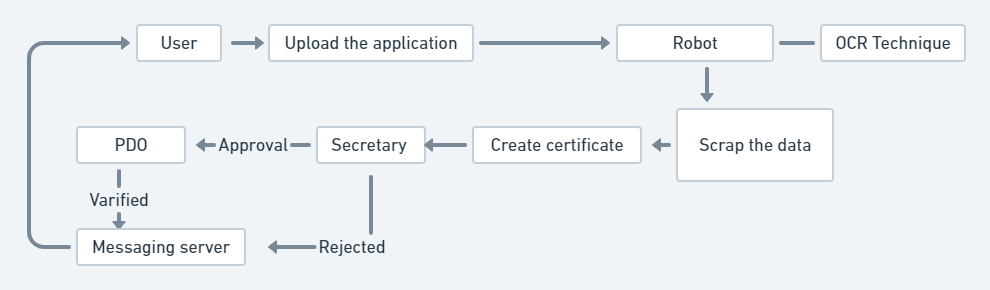 User
Upload the application
Robot
OCR Technique
PDO
Approval
Secretary
Create certificate
Scrap the data
Varified
Messaging server
Rejected